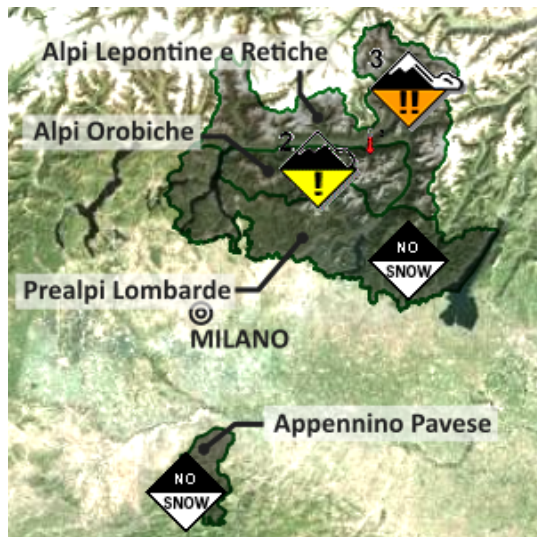 Alpi Lepontine e Retiche
3
!!
Alpi Orobiche
2
!
NO
SNOW
Prealpi Lombarde
MILANO
Appennino Pavese
NO
SNOW